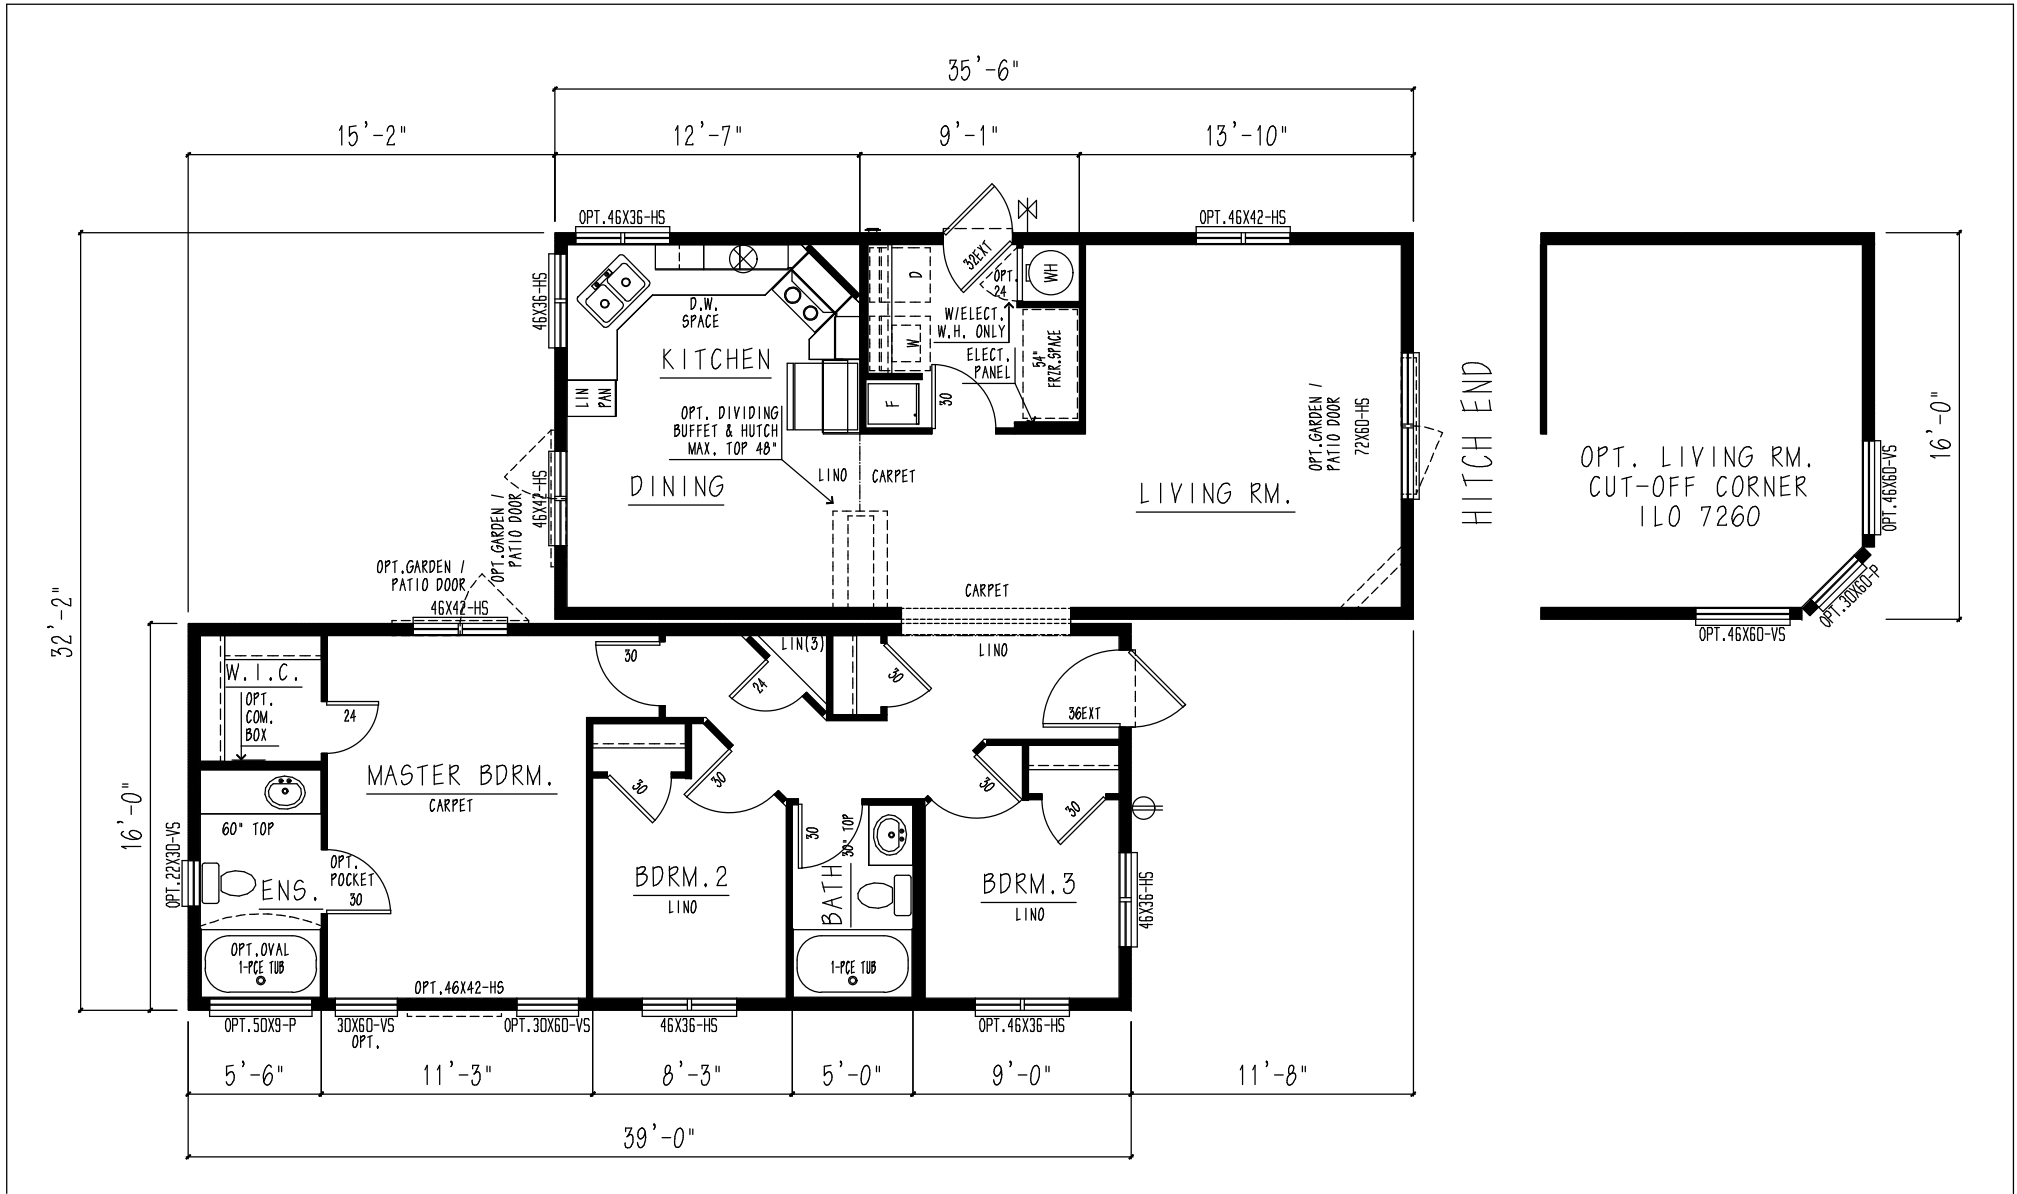 35'-6"
15'-2"
12'-7"
9'-1"
13'-10"
OPT.46X36-HS
OPT.46X42-HS
46X36-HS
D.W.
SPACE
KITCHEN
LIN
PAN
OPT. DIVIDING
BUFFET & HUTCH
MAX. TOP 48"
D
W
F
32EXT
OPT.
24
WH
W/ELECT.
W.H. ONLY
ELECT.
PANEL
54"
FRZR.SPACE
30
LINO
CARPET
DINING
46X42-HS
OPT.GARDEN /
PATIO DOOR
LIVING RM.
OPT.GARDEN /
PATIO DOOR
72X60-HS
HITCH END
OPT. LIVING RM.
CUT-OFF CORNER
ILO 7260
OPT.46X60-VS
OPT.30X60-P
OPT.46X60-VS
16'-0"
32'-2"
OPT.GARDEN /
PATIO DOOR
46X42-HS
CARPET
LINO
W.I.C.
OPT.
COM.
BOX
24
30
LIN(3)
24
30
36EXT
MASTER BDRM.
CARPET
16'-0"
60" TOP
OPT.22X30-VS
ENS.
OPT.
POCKET
30
OPT.OVAL
1-PCE TUB
30
30
BDRM.2
LINO
30
30" TOP
BATH
1-PCE TUB
30
30
BDRM.3
LINO
46X36-HS
OPT.46X42-HS
OPT.50X9-P
30X60-VS
OPT.
OPT.30X60-VS
46X36-HS
OPT.46X36-HS
5'-6"
11'-3"
8'-3"
5'-0"
9'-0"
11'-8"
39'-0"